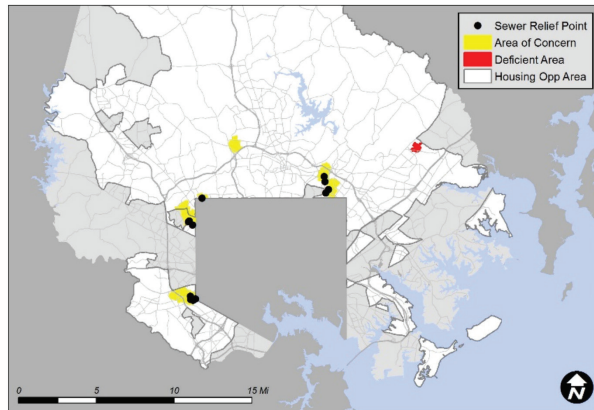 Sewer Relief Point
Area of Concern
Deficient Area
Housing Opp Area
0 5 10 15 Mi
N